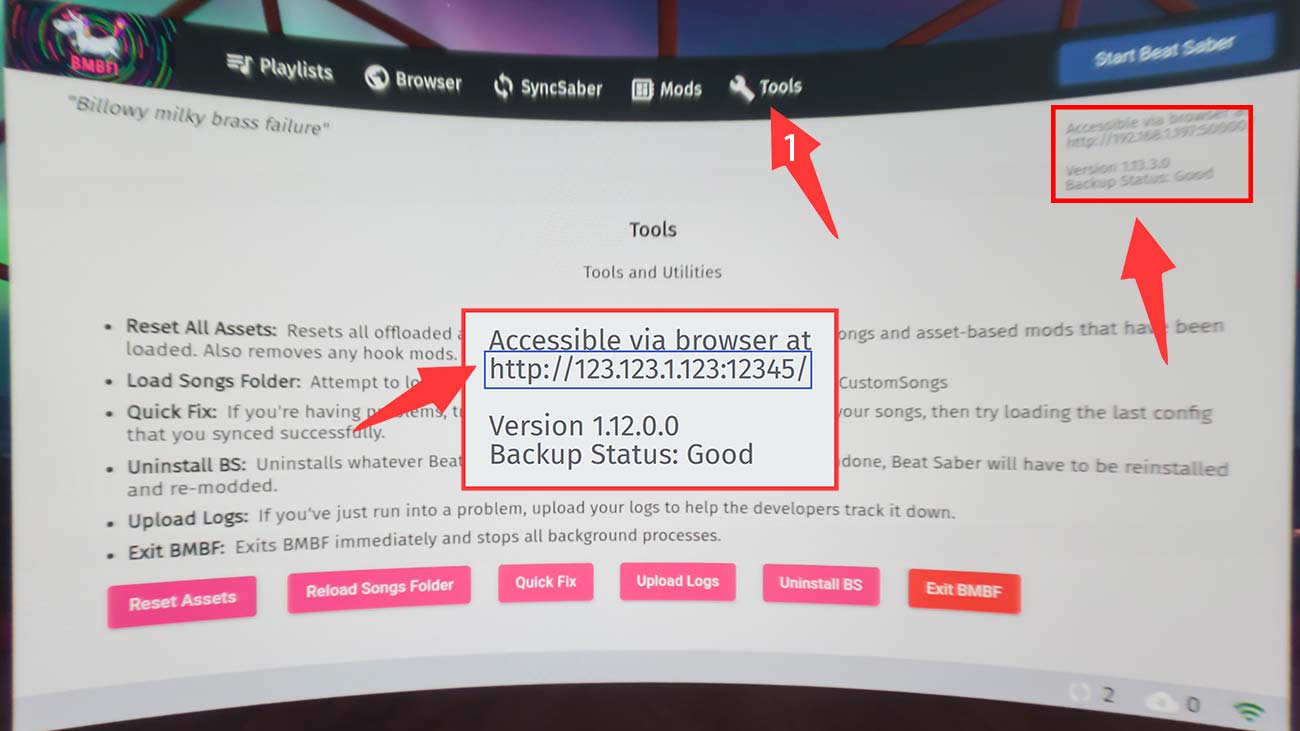 BMBF!
Playlists
Browser
SyncSaber
Mods
Tools
Start Beat Saber
"Billowy milky brass failure"
1
Accessible via browser at
http://192.168.1.197:50000
Version 1.13.3.0
Backup Status: Good
Tools
Tools and Utilities
• Reset All Assets: Resets all offloaded ongs and asset-based mods that have been
loaded. Also removes any hook mods.
• Load Songs Folder: Attempt to lo CustomSongs
• Quick Fix: If you're having problems, t your songs, then try loading the last config
that you synced successfully.
• Uninstall BS: Uninstalls whatever Beat done, Beat Saber will have to be reinstalled
and re-modded.
• Upload Logs: If you've just run into a problem, upload your logs to help the developers track it down.
• Exit BMBF: Exits BMBF immediately and stops all background processes.
Accessible via browser at
http://123.123.1.123:12345/
Version 1.12.0.0
Backup Status: Good
Reset Assets
Reload Songs Folder
Quick Fix
Upload Logs
Uninstall BS
Exit BMBF
2
0